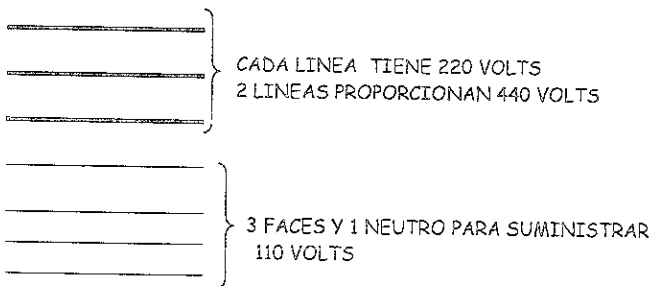 CADA LINEA TIENE 220 VOLTS
2 LINEAS PROPORCIONAN 440 VOLTS
3 FACES Y 1 NEUTRO PARA SUMINISTRAR
110 VOLTS